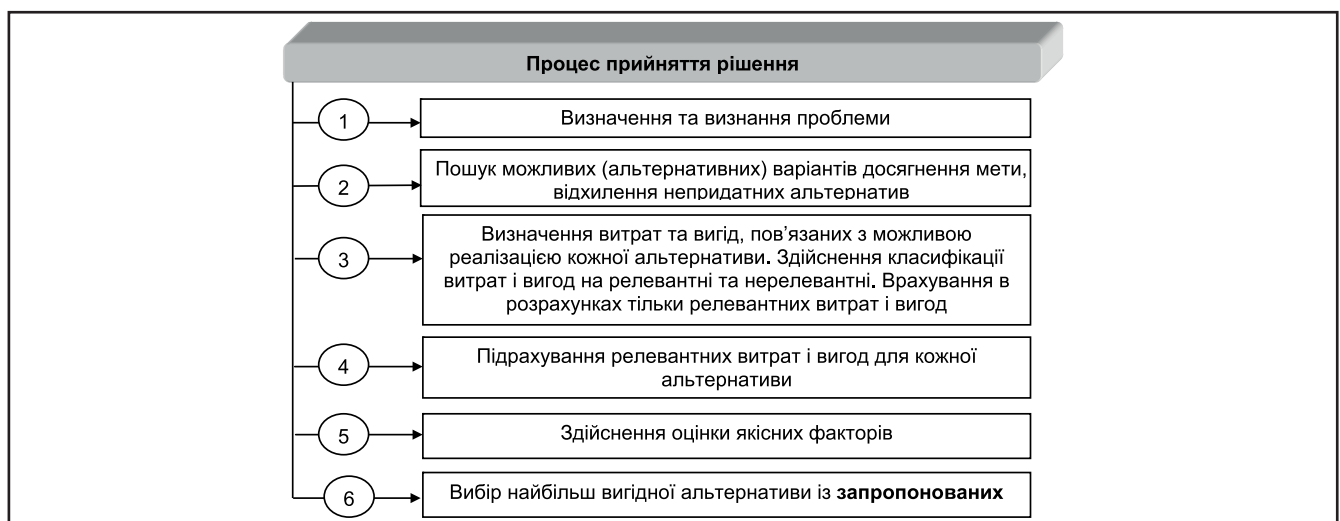 Процес прийняття рішення
1
Визначення та визнання проблеми
2
Пошук можливих (альтернативних) варіантів досягнення мети,
відхилення непридатних альтернатив
3
Визначення витрат та вигід, пов’язаних з можливою
реалізацією кожної альтернативи. Здійснення класифікації
витрат і вигод на релевантні та нерелевантні. Врахування в
розрахунках тільки релевантних витрат і вигод
4
Підрахування релевантних витрат і вигод для кожної
альтернативи
5
Здійснення оцінки якісних факторів
6
Вибір найбільш вигідної альтернативи із запропонованих